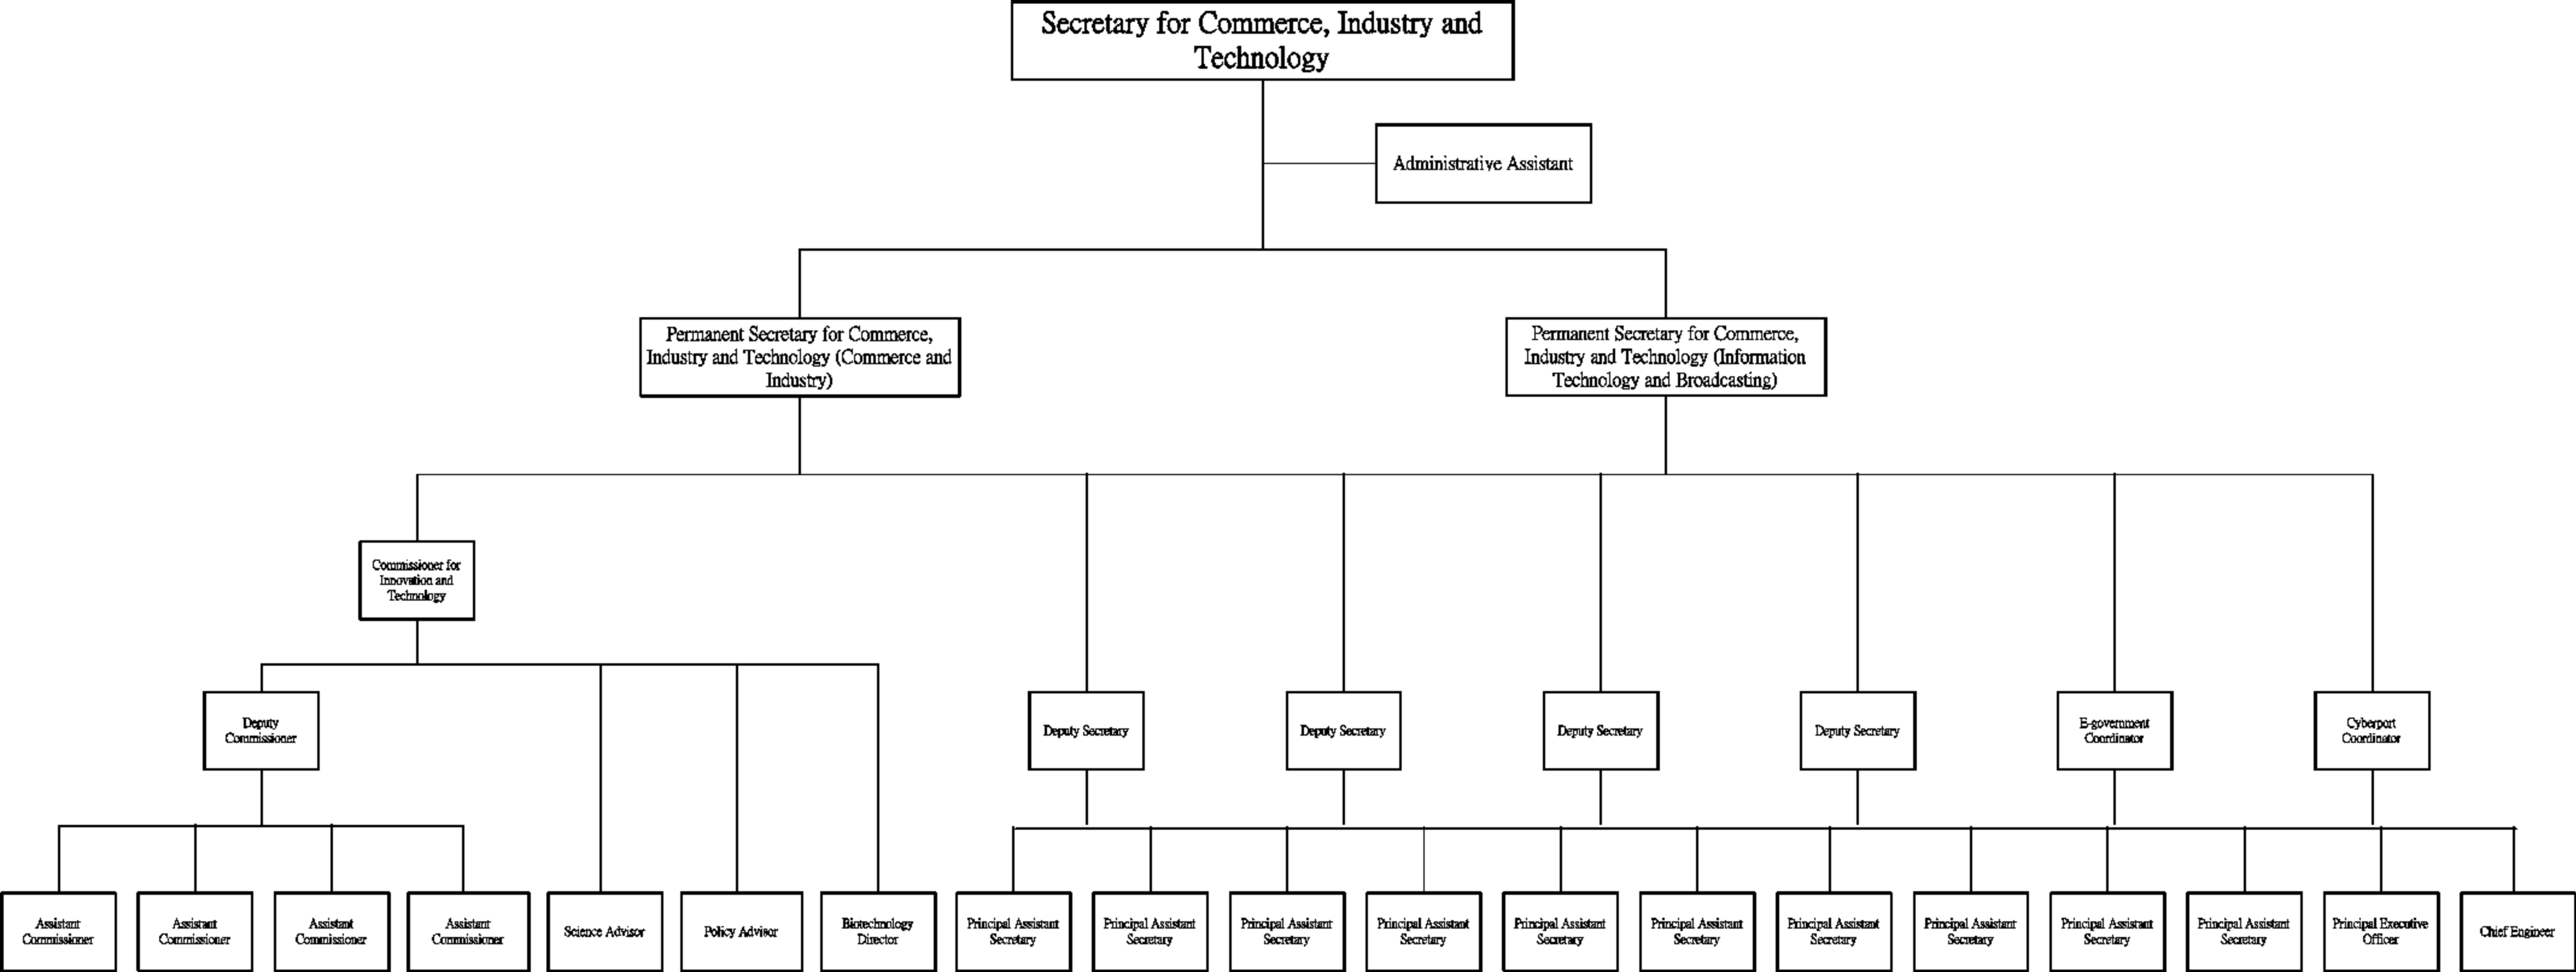 Secretary for Commerce, Industry and
Technology
Administrative Assistant
Permanent Secretary for Commerce,
Industry and Technology (Commerce and
Industry)
Permanent Secretary for Commerce,
Industry and Technology (Information
Technology and Broadcasting)
Commissioner for
Innovation and
Technology
Deputy
Commissioner
Deputy Secretary
Deputy Secretary
Deputy Secretary
Deputy Secretary
E-government
Coordinator
Cyberport
Coordinator
Assistant
Commissioner
Assistant
Commissioner
Assistant
Commissioner
Assistant
Commissioner
Science Advisor
Policy Advisor
Biotechnology
Director
Principal Assistant
Secretary
Principal Assistant
Secretary
Principal Assistant
Secretary
Principal Assistant
Secretary
Principal Assistant
Secretary
Principal Assistant
Secretary
Principal Assistant
Secretary
Principal Assistant
Secretary
Principal Assistant
Secretary
Principal Assistant
Secretary
Principal Executive
Officer
Chief Engineer